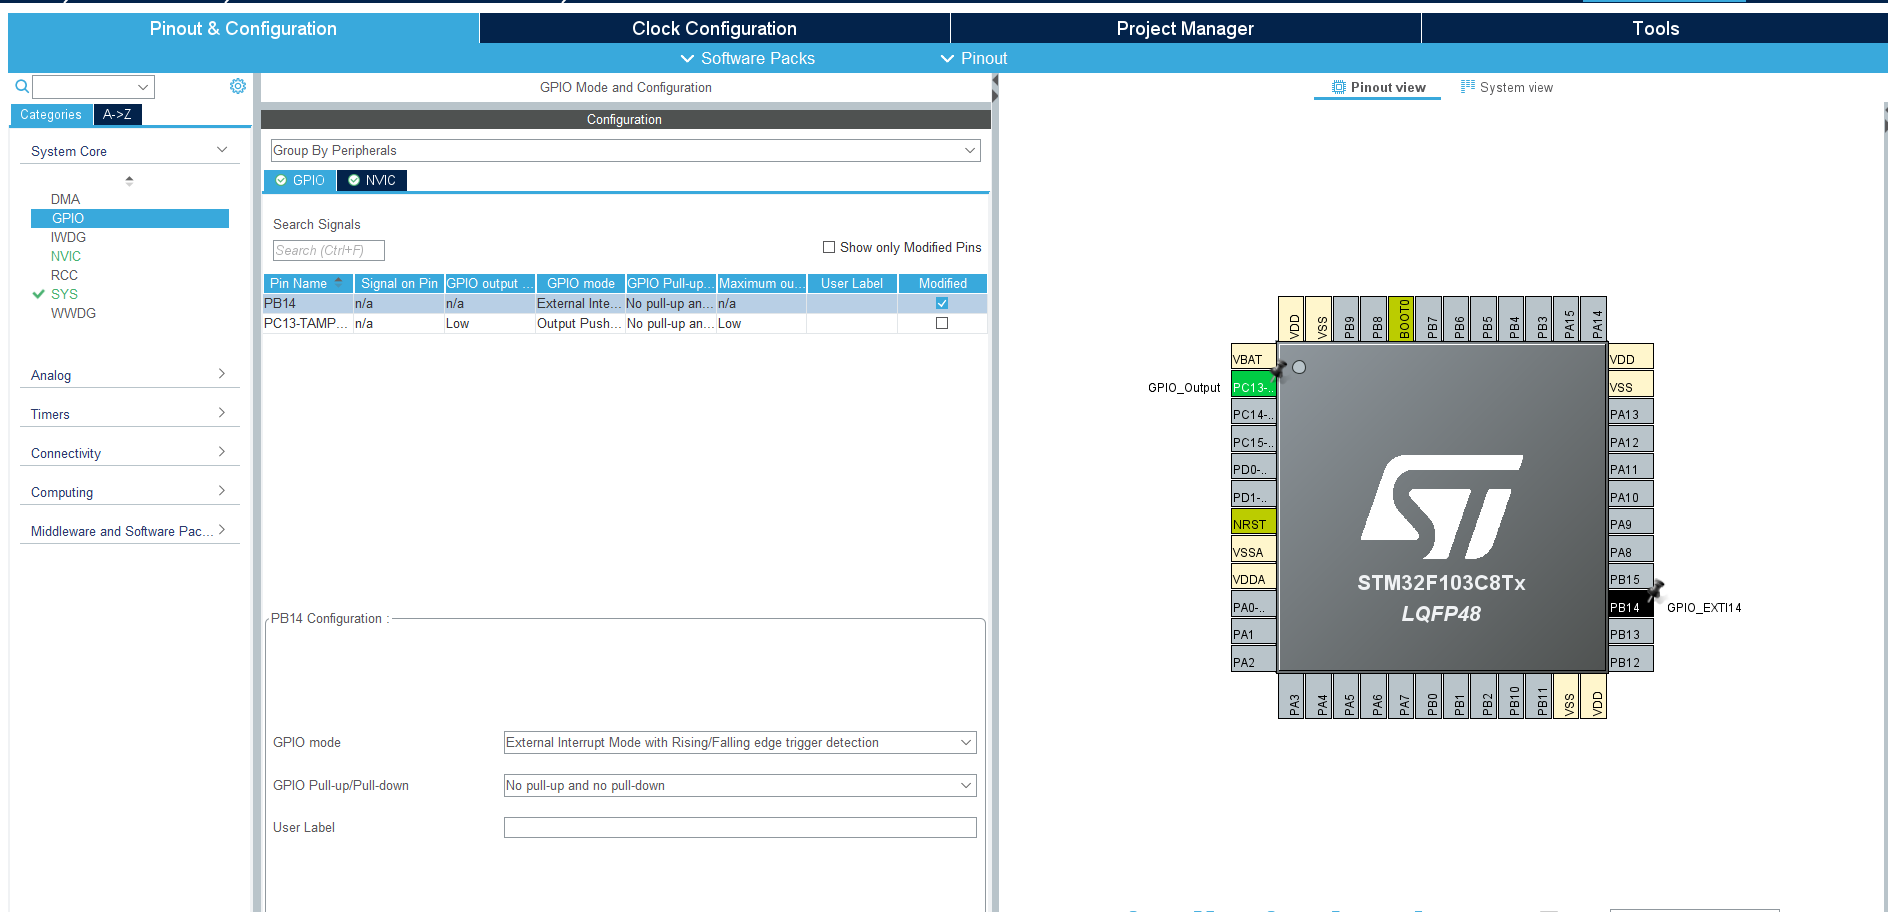 Pinout & Configuration
Clock Configuration
Project Manager
Tools
Software Packs
Pinout
Categories
A->Z
System Core
DMA
GPIO
IWDG
NVIC
RCC
SYS
WWDG
Analog
Timers
Connectivity
Computing
Middleware and Software Pac...
GPIO Mode and Configuration
Configuration
Group By Peripherals
GPIO
NVIC
Search Signals
Search (Ctrl+F)
Show only Modified Pins
Pin Name Signal on Pin GPIO output ... GPIO mode GPIO Pull-up... Maximum ou... User Label Modified
PB14 n/a n/a External Inte... No pull-up an... n/a
PC13-TAMP... n/a Low Output Push... No pull-up an... Low
PB14 Configuration :
GPIO mode
External Interrupt Mode with Rising/Falling edge trigger detection
GPIO Pull-up/Pull-down
No pull-up and no pull-down
User Label
Pinout view
System view
VDD
VSS
PB9
PB8
BOOT0
PB7
PB6
PB5
PB4
PB3
PA15
PA14
VBAT
GPIO_Output
PC13-..
PC14-..
PC15-..
PD0-..
PD1-..
NRST
VSSA
VDDA
PA0-..
PA1
PA2
ST
STM32F103C8Tx
LQFP48
VDD
VSS
PA13
PA12
PA11
PA10
PA9
PA8
PB15
PB14
GPIO_EXTI14
PB13
PB12
PA3
PA4
PA5
PA6
PA7
PB0
PB1
PB2
PB10
PB11
VSS
VDD